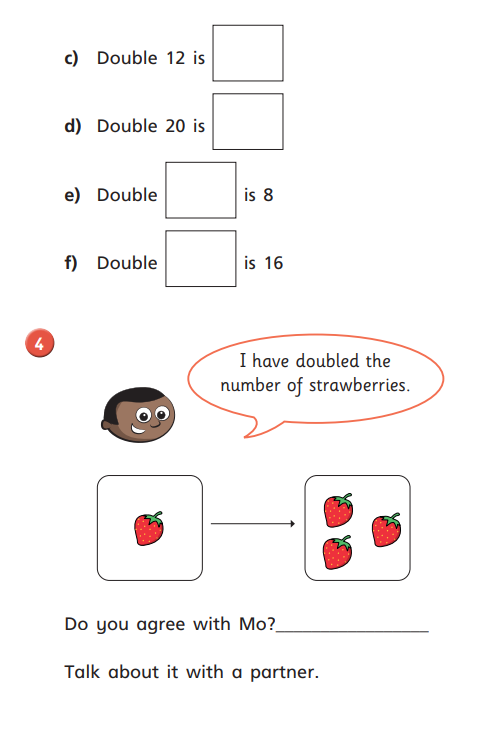 c) Double 12 is
d) Double 20 is
e) Double is 8
f) Double is 16
4
I have doubled the
number of strawberries.
Do you agree with Mo?
Talk about it with a partner.